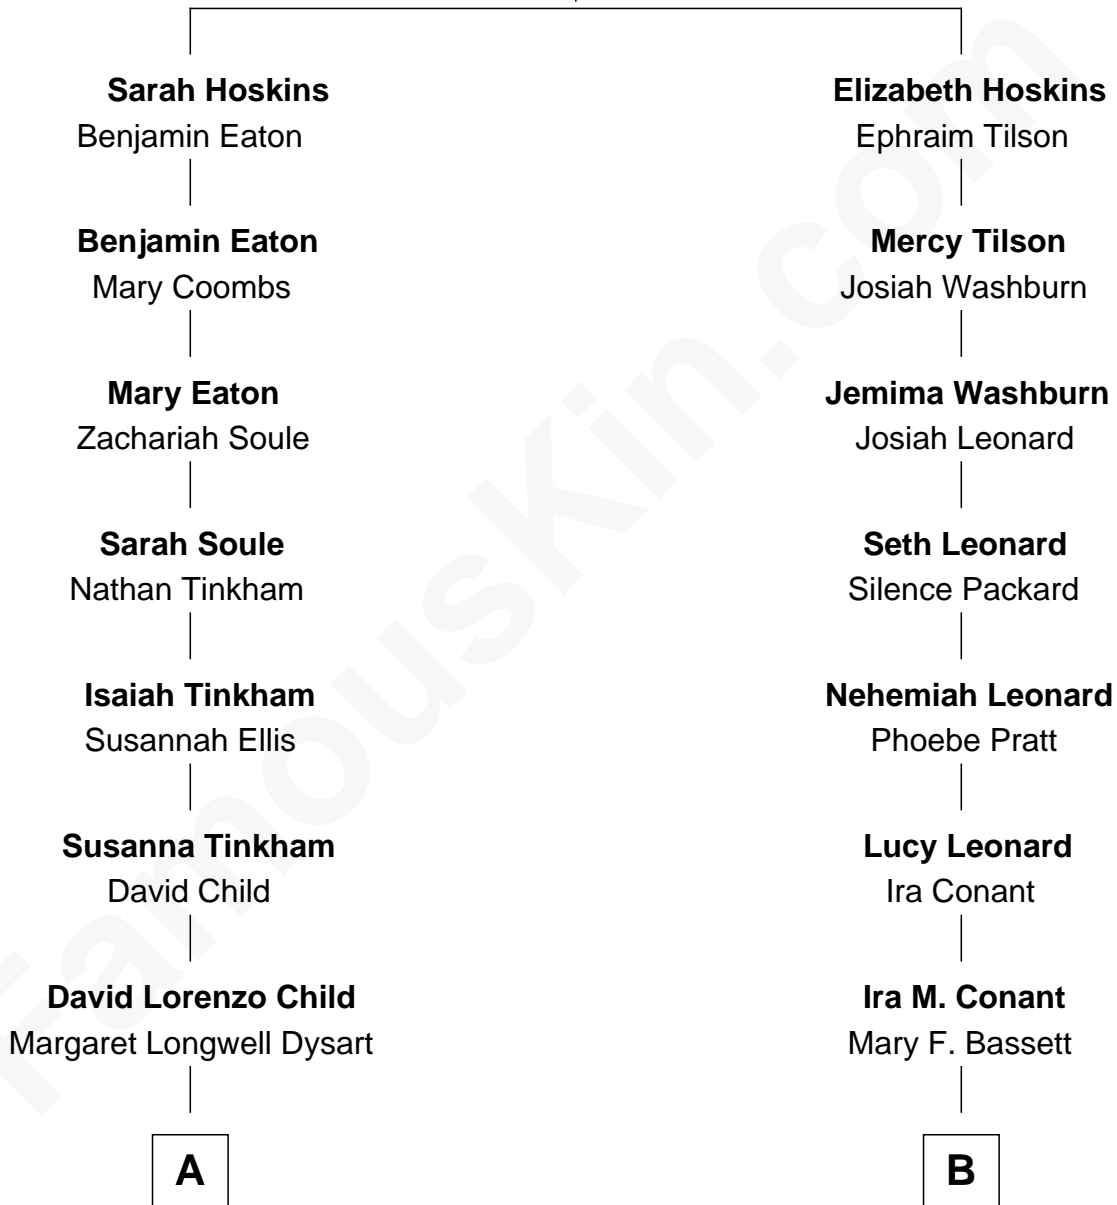 Sarah Hoskins
Benjamin Eaton
Benjamin Eaton
Mary Coombs
Mary Eaton
Zachariah Soule
Sarah Soule
Nathan Tinkham
Isaiah Tinkham
Susannah Ellis
Susanna Tinkham
David Child
David Lorenzo Child
Margaret Longwell Dysart
A
Elizabeth Hoskins
Ephraim Tilson
Mercy Tilson
Josiah Washburn
Jemima Washburn
Josiah Leonard
Seth Leonard
Silence Packard
Nehemiah Leonard
Phoebe Pratt
Lucy Leonard
Ira Conant
Ira M. Conant
Mary F. Bassett
B
FamousKin.com